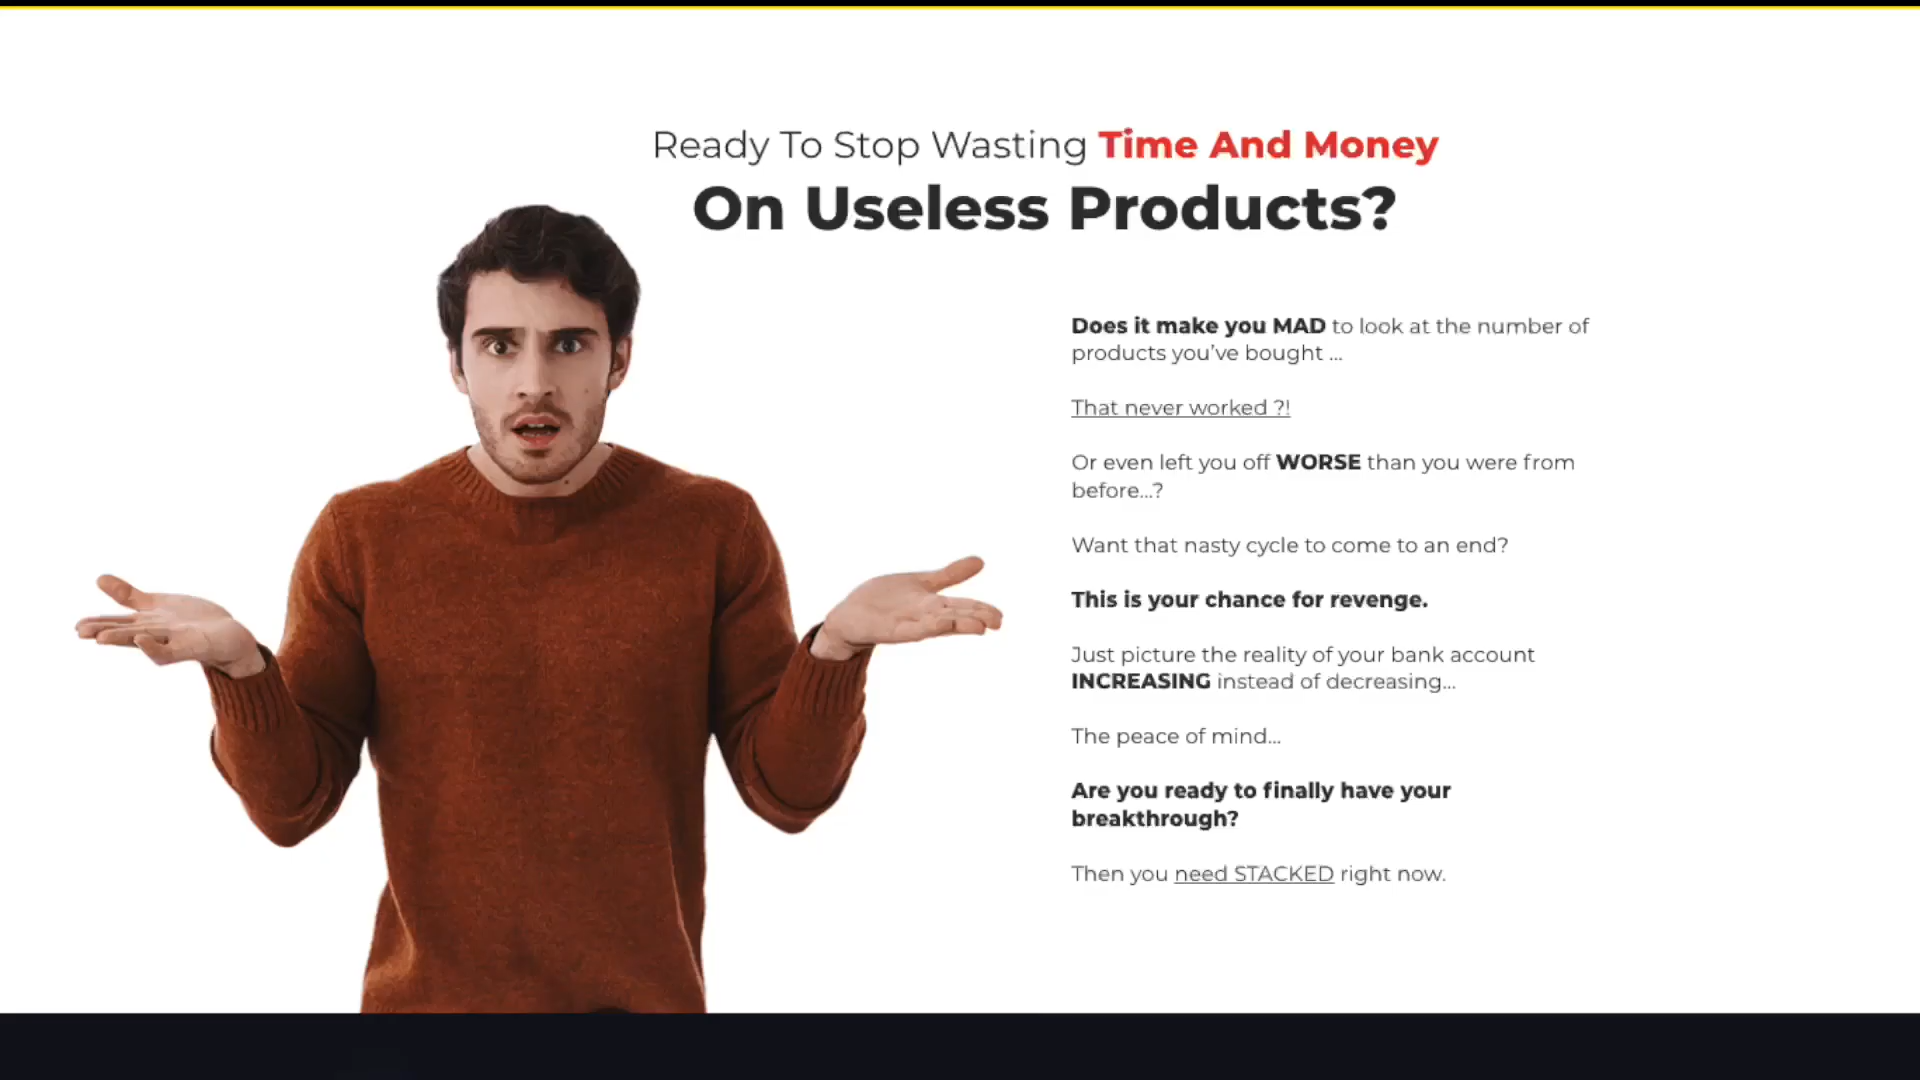 Ready To Stop Wasting Time And Money
On Useless Products?
Does it make you MAD to look at the number of
products you’ve bought ...
That never worked ?!
Or even left you off WORSE than you were from
before...?
Want that nasty cycle to come to an end?
This is your chance for revenge.
Just picture the reality of your bank account
INCREASING instead of decreasing...
The peace of mind...
Are you ready to finally have your
breakthrough?
Then you need STACKED right now.